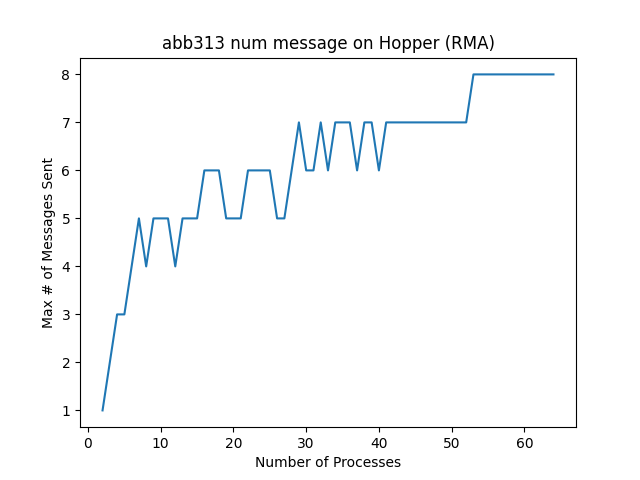 abb313 num message on Hopper (RMA)
8
7
6
5
4
3
2
1
Max # of Messages Sent
0 10 20 30 40 50 60
Number of Processes